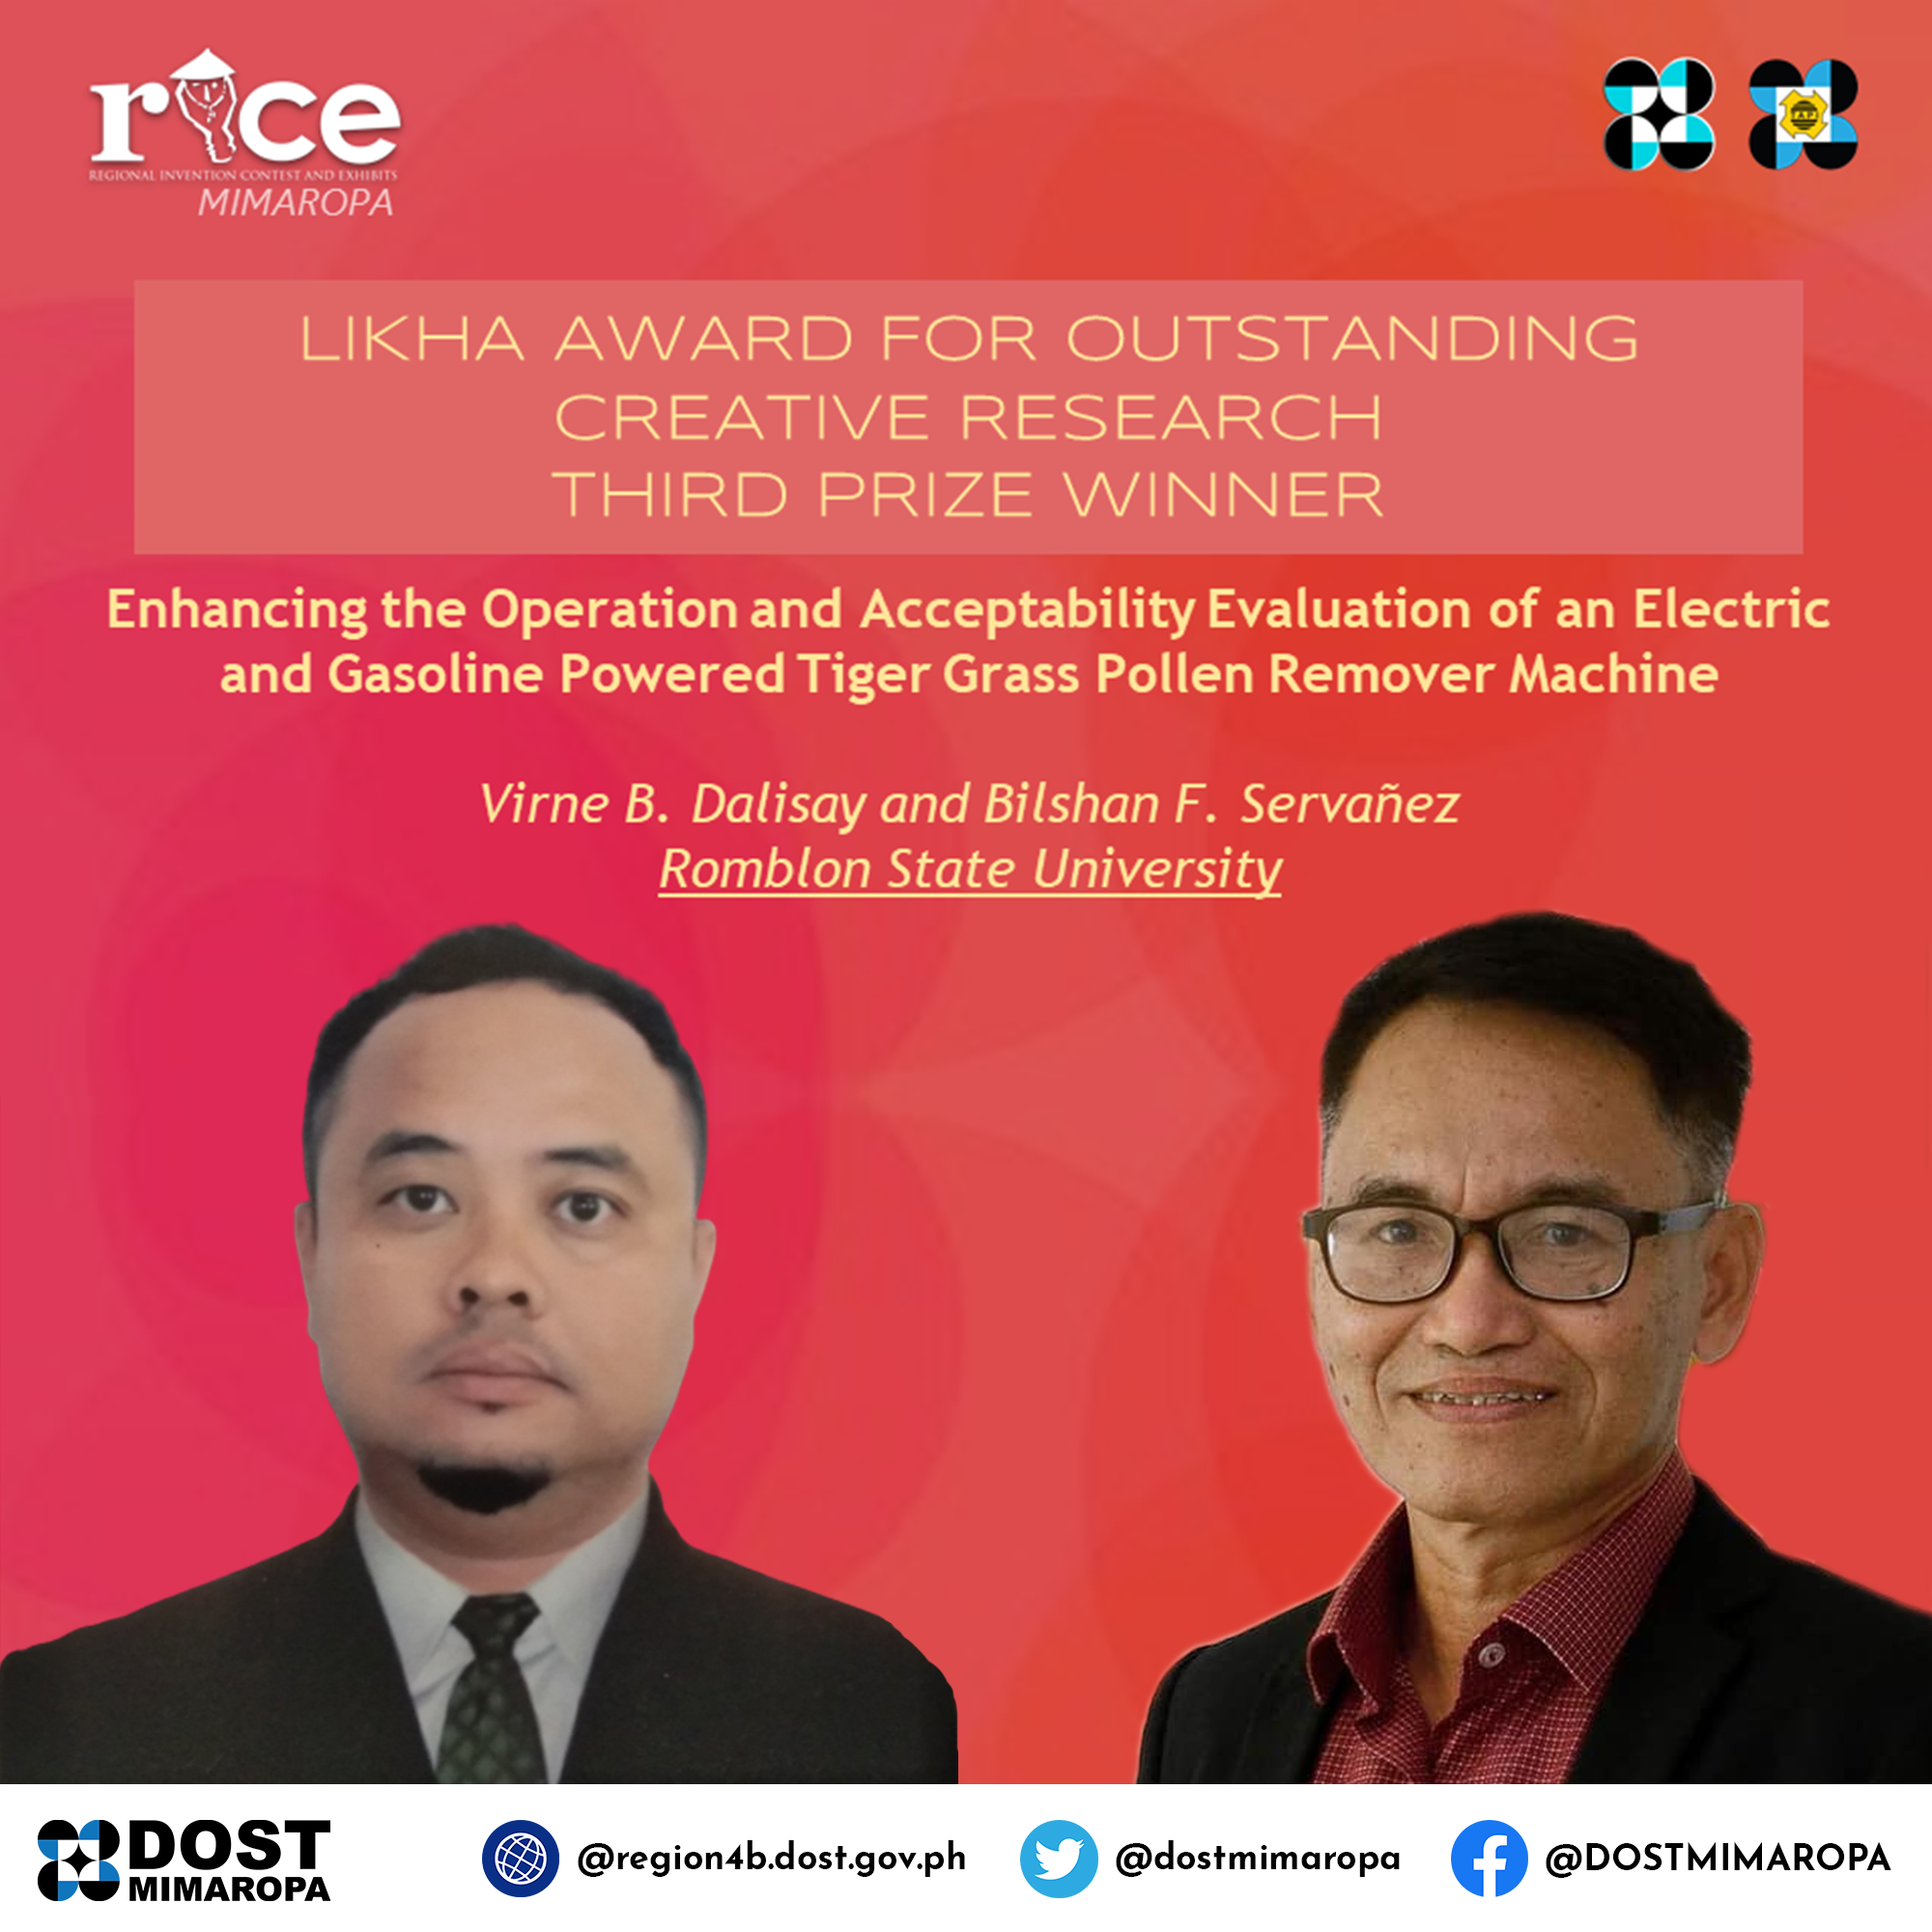 rice
REGIONAL INVENTION CONTEST AND EXHIBITS
MIMAROPA
TAPI
LIKHA AWARD FOR OUTSTANDING
CREATIVE RESEARCH
THIRD PRIZE WINNER
Enhancing the Operation and Acceptability Evaluation of an Electric
and Gasoline Powered Tiger Grass Pollen Remover Machine
Virne B. Dalisay and Bilshan F. Servañez
Romblon State University
DOST
MIMAROPA
@region4b.dost.gov.ph
@dostmimaropa
@DOSTMIMAROPA